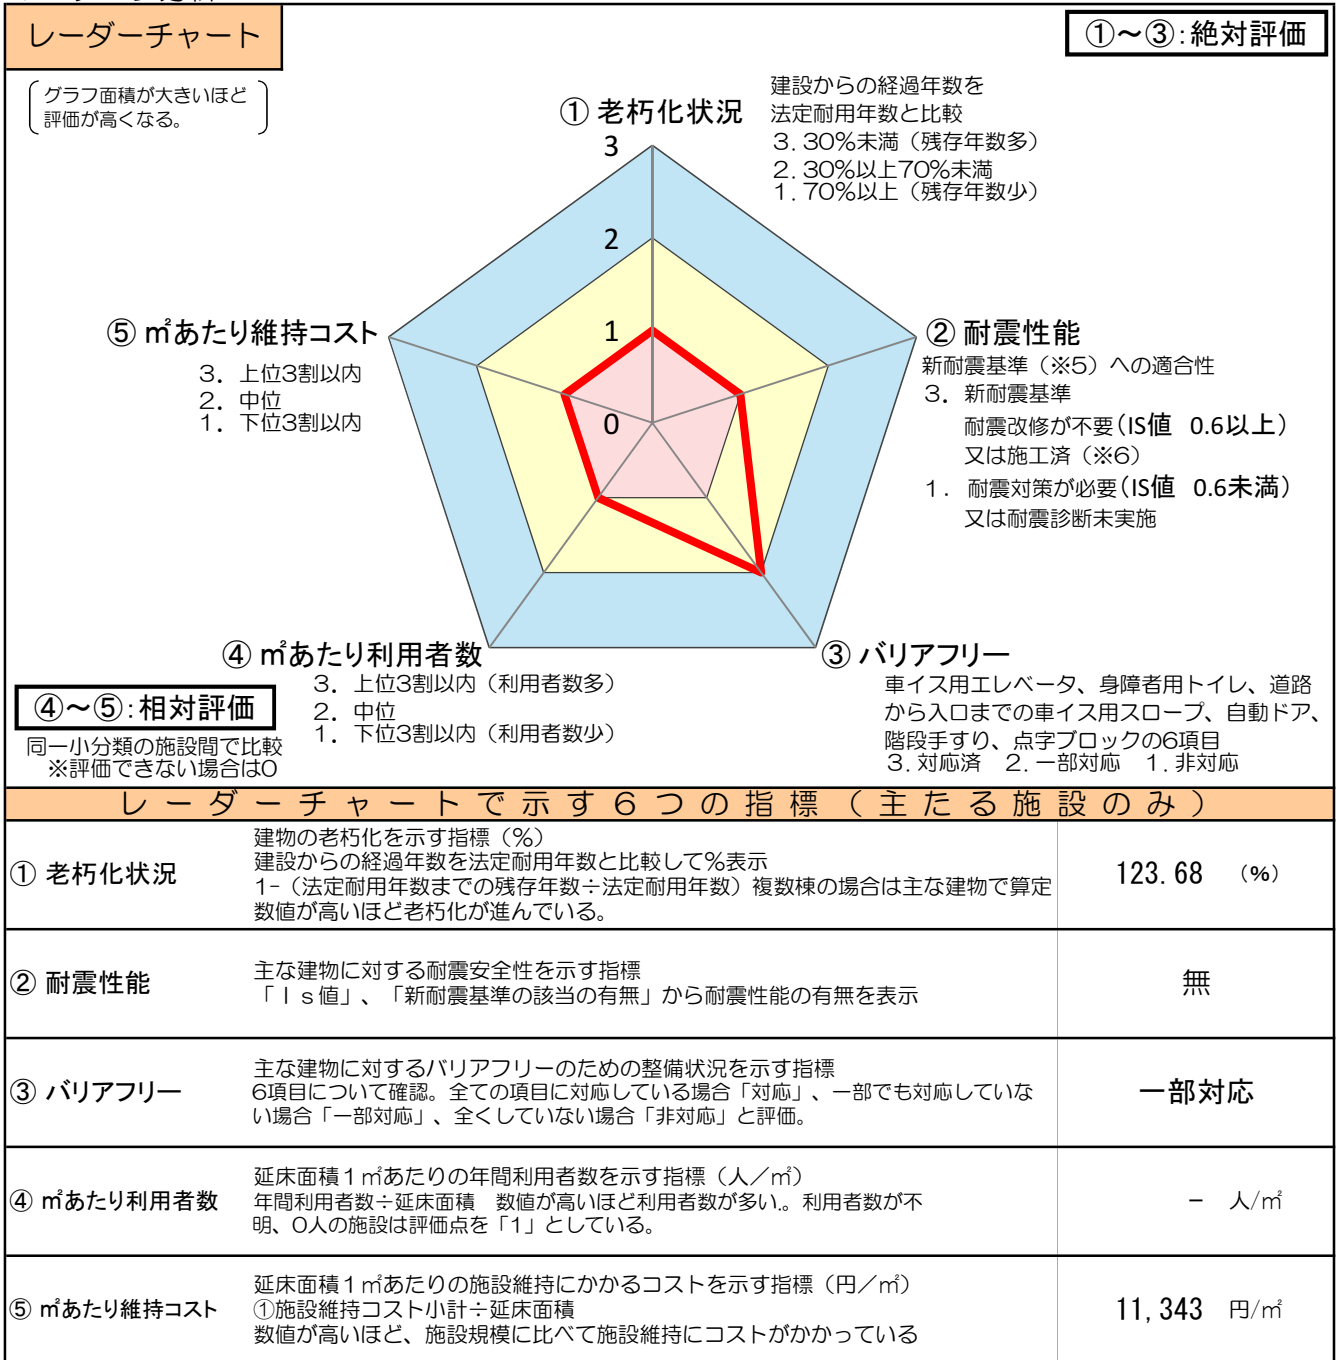 レーダーチャート
①～③：絶対評価
グラフ面積が大きいほど
評価が高くなる。
① 老朽化状況
建設からの経過年数を
法定耐用年数と比較
３．30％未満（残存年数多）
２．30％以上70％未満
１．70％以上（残存年数少）
3
2
1
0
② 耐震性能
新耐震基準（※5）への適合性
３． 新耐震基準
耐震改修が不要（IS値 0.6以上）
又は施工済（※6）
１． 耐震対策が必要（IS値 0.6未満）
又は耐震診断未実施
⑤ ㎡あたり維持コスト
３． 上位3割以内
２． 中位
１． 下位3割以内
④ ㎡あたり利用者数
３． 上位3割以内（利用者数多）
２． 中位
１． 下位3割以内（利用者数少）
③ バリアフリー
車イス用エレベータ、身障者用トイレ、道路
から入口までの車イス用スロープ、自動ドア、
階段手すり、点字ブロックの6項目
３．対応済 ２．一部対応 １．非対応
④～⑤：相対評価
同一小分類の施設間で比較
※評価できない場合は0
レーダーチャートで示す６つの指標（主たる施設のみ）
① 老朽化状況
建物の老朽化を示す指標（％）
建設からの経過年数を法定耐用年数と比較して％表示
1-（法定耐用年数までの残存年数÷法定耐用年数）複数棟の場合は主な建物で算定
数値が高いほど老朽化が進んでいる。
123.68 （%）
② 耐震性能
主な建物に対する耐震安全性を示す指標
「Ｉｓ値」、「新耐震基準の該当の有無」から耐震性能の有無を表示
無
③ バリアフリー
主な建物に対するバリアフリーのための整備状況を示す指標
6項目について確認。全ての項目に対応している場合「対応」、一部でも対応していな
い場合「一部対応」、全くしていない場合「非対応」と評価。
一部対応
④ ㎡あたり利用者数
延床面積１㎡あたりの年間利用者数を示す指標（人／㎡）
年間利用者数÷延床面積 数値が高いほど利用者数が多い。利用者数が不
明、0人の施設は評価点を「1」としている。
－ 人/㎡
⑤ ㎡あたり維持コスト
延床面積１㎡あたりの施設維持にかかるコストを示す指標（円／㎡）
①施設維持コスト小計÷延床面積
数値が高いほど、施設規模に比べて施設維持にコストがかかっている
11,343 円/㎡